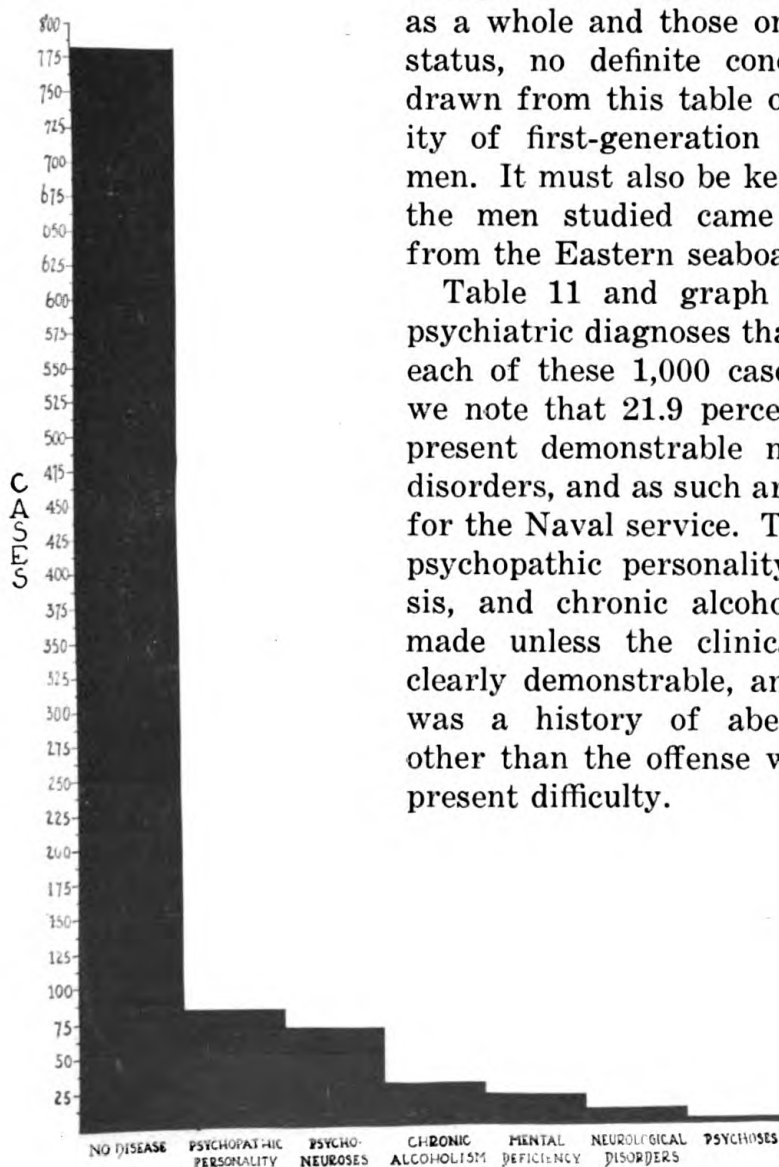 as a whole and those on
status, no definite conc
drawn from this table o
ity of first-generation
men. It must also be ke
the men studied came
from the Eastern seaboa
Table 11 and graph
psychiatric diagnoses tha
each of these 1,000 case
we note that 21.9 perce
present demonstrable n
disorders, and as such ar
for the Naval service. T
psychopathic personality
sis, and chronic alcoho
made unless the clinica
clearly demonstrable, an
was a history of abe
other than the offense w
present difficulty.
CASES
800
775
750
725
700
675
650
625
600
575
550
525
500
475
450
425
400
375
350
325
300
275
250
225
200
175
150
125
100
75
50
25
NO DISEASE
PSYCHOPATHIC
PERSONALITY
PSYCHO-
NEUROSES
CHRONIC
ALCOHOLISM
MENTAL
DEFICIENCY
NEUROLOGICAL
DISORDERS
PSYCHOSES